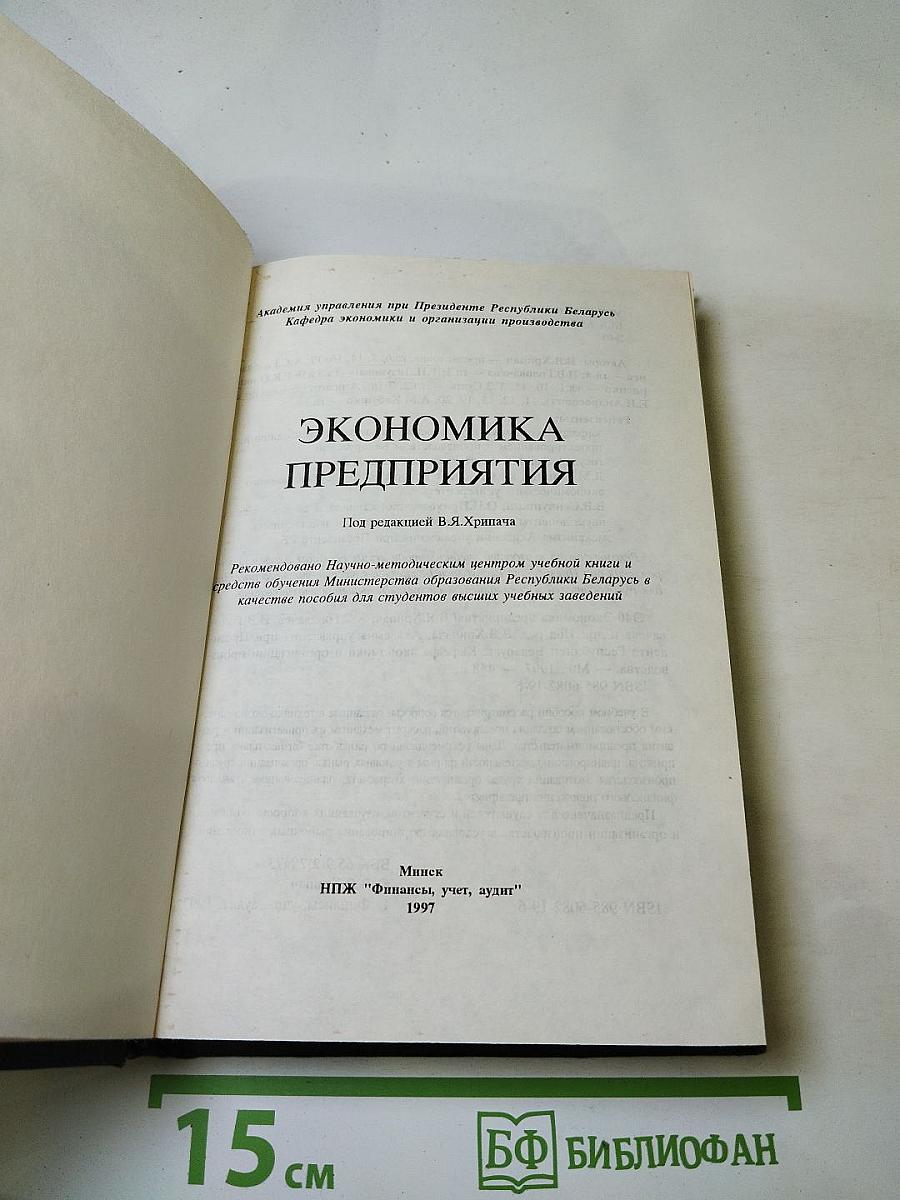 Академия управления при Президенте Республики Беларусь
Кафедра экономики и организации производства
ЭКОНОМИКА
ПРЕДПРИЯТИЯ
Под редакцией В.Я.Хрипача
Рекомендовано Научно-методическим центром учебной книги и
средств обучения Министерства образования Республики Беларусь в
качестве пособия для студентов высших учебных заведений
Минск
НПЖ "Финансы, учет, аудит"
1997
15 см
БФ БИБЛИОФАН